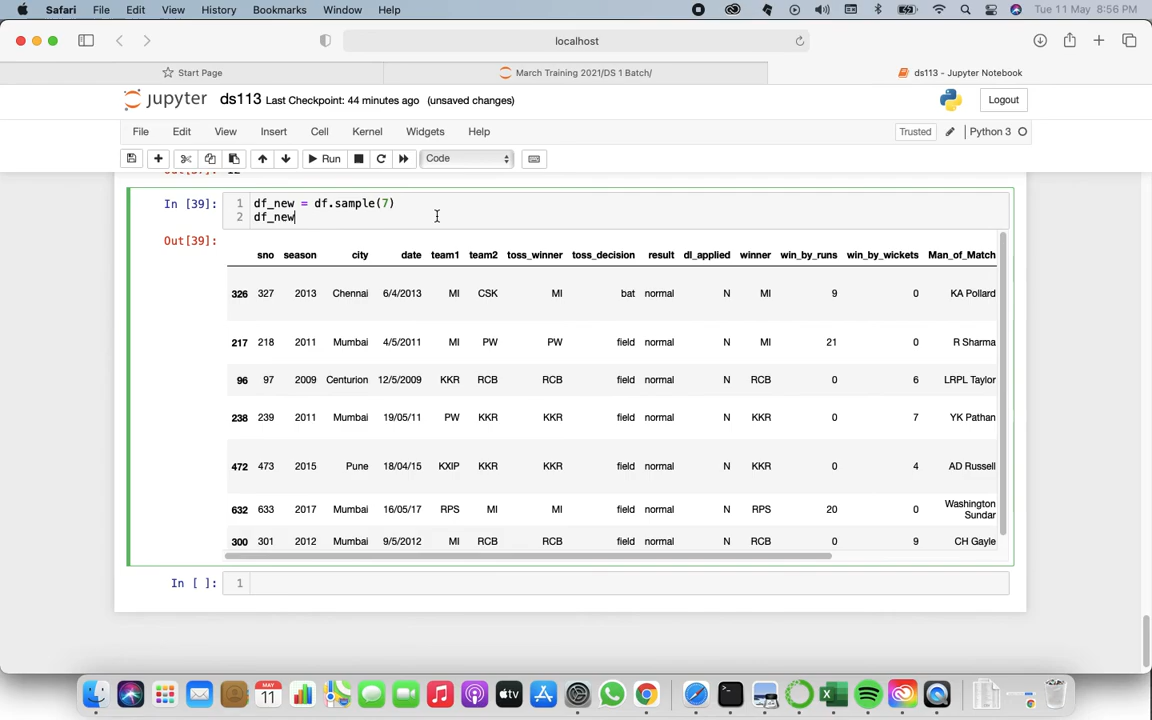 Safari File Edit View History Bookmarks Window Help Tue 11 May 8:56 PM
localhost
Start Page March Training 2021/DS 1 Batch/ ds113 - Jupyter Notebook
jupyter ds113 Last Checkpoint: 44 minutes ago (unsaved changes) Logout
File Edit View Insert Cell Kernel Widgets Help Trusted Python 3
Run Code
In [39]: 1 df_new = df.sample(7)
2 df_new
Out[39]:
sno season city date team1 team2 toss_winner toss_decision result dl_applied winner win_by_runs win_by_wickets Man_of_Match
326 327 2013 Chennai 6/4/2013 MI CSK MI bat normal N MI 9 0 KA Pollard
217 218 2011 Mumbai 4/5/2011 MI PW PW field normal N MI 21 0 R Sharma
96 97 2009 Centurion 12/5/2009 KKR RCB RCB field normal N RCB 0 6 LRPL Taylor
238 239 2011 Mumbai 19/05/11 PW KKR KKR field normal N KKR 0 7 YK Pathan
472 473 2015 Pune 18/04/15 KXIP KKR KKR field normal N KKR 0 4 AD Russell
632 633 2017 Mumbai 16/05/17 RPS MI MI field normal N RPS 20 0 Washington Sundar
300 301 2012 Mumbai 9/5/2012 MI RCB RCB field normal N RCB 0 9 CH Gayle
In [ ]: 1
MAY
11
tv